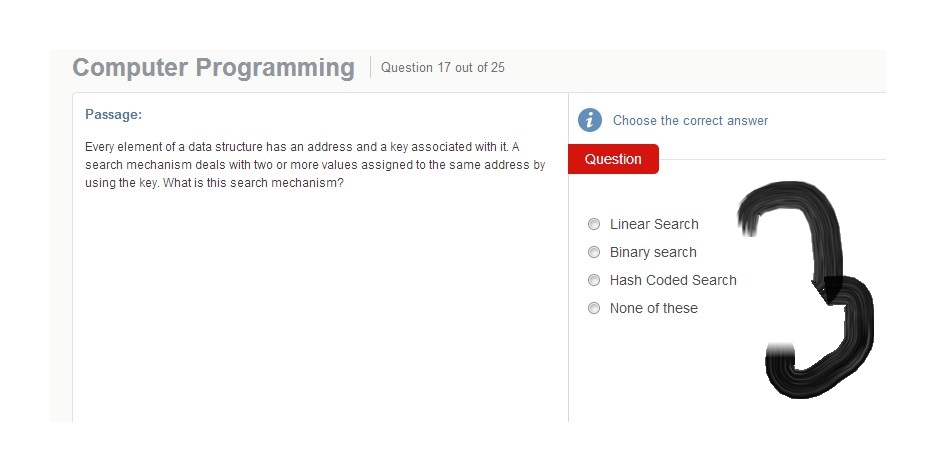 Computer Programming Question 17 out of 25
Passage:
Every element of a data structure has an address and a key associated with it. A
search mechanism deals with two or more values assigned to the same address by
using the key. What is this search mechanism?
Choose the correct answer
Question
Linear Search
Binary search
Hash Coded Search
None of these
3